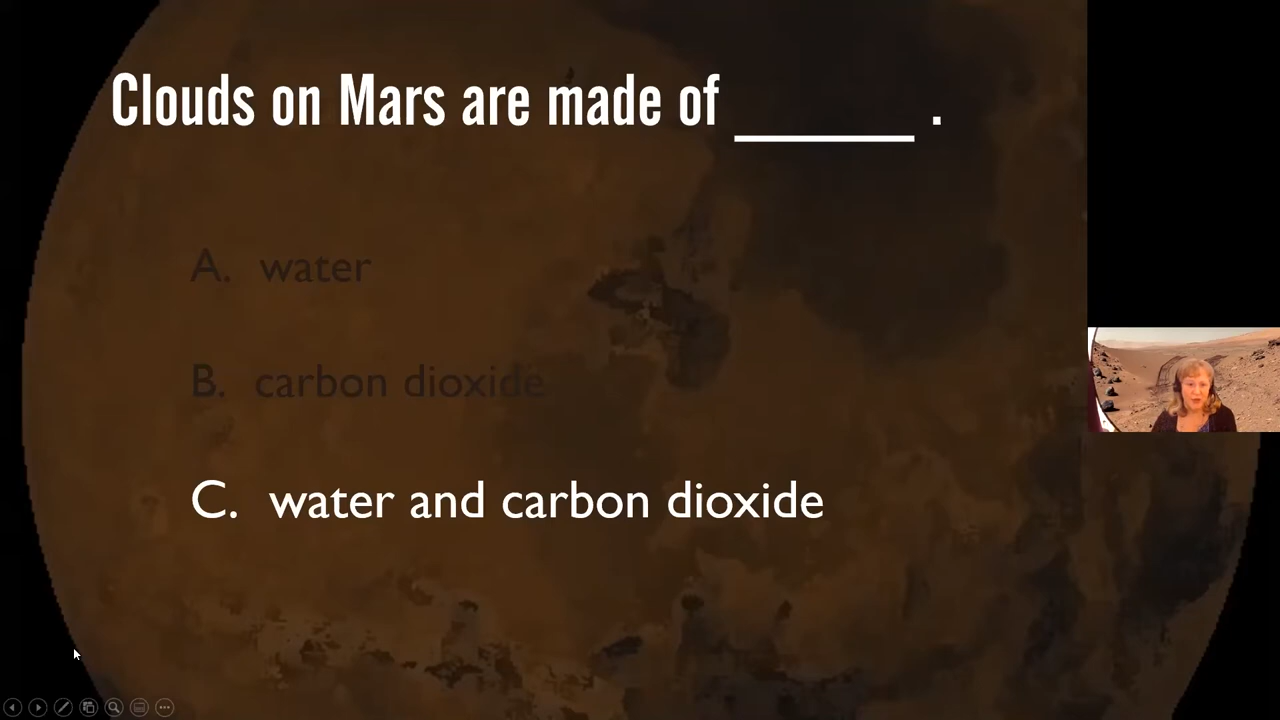 Clouds on Mars are made of ______ .
A. water
B. carbon dioxide
C. water and carbon dioxide